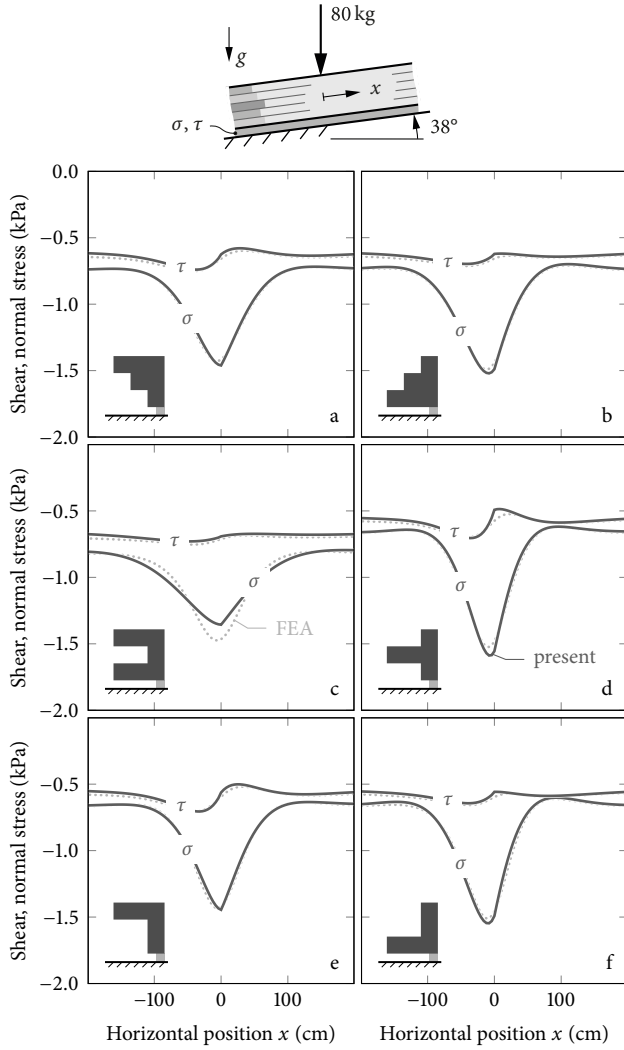 80 kg
g
x
σ, τ
38°
Shear, normal stress (kPa)
0.0
−0.5
−1.0
−1.5
−2.0
τ
σ
a
τ
σ
b
Shear, normal stress (kPa)
−0.5
−1.0
−1.5
−2.0
τ
σ
FEA
c
τ
σ
present
d
Shear, normal stress (kPa)
−0.5
−1.0
−1.5
−2.0
τ
σ
e
τ
σ
f
−100 0 100
−100 0 100
Horizontal position x (cm)
Horizontal position x (cm)